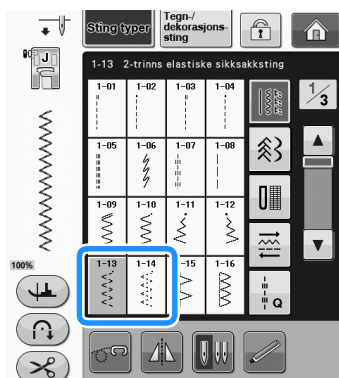 Sting typer
Tegn-/
dekorasjons-
sting
J
1-13 2-trinns elastiske sikksakksting
1-01 1-02 1-03 1-04
1/3
1-05 1-06 1-07 1-08
1-09 1-10 1-11 1-12
100%
1-13 1-14 -15 1-16
Q